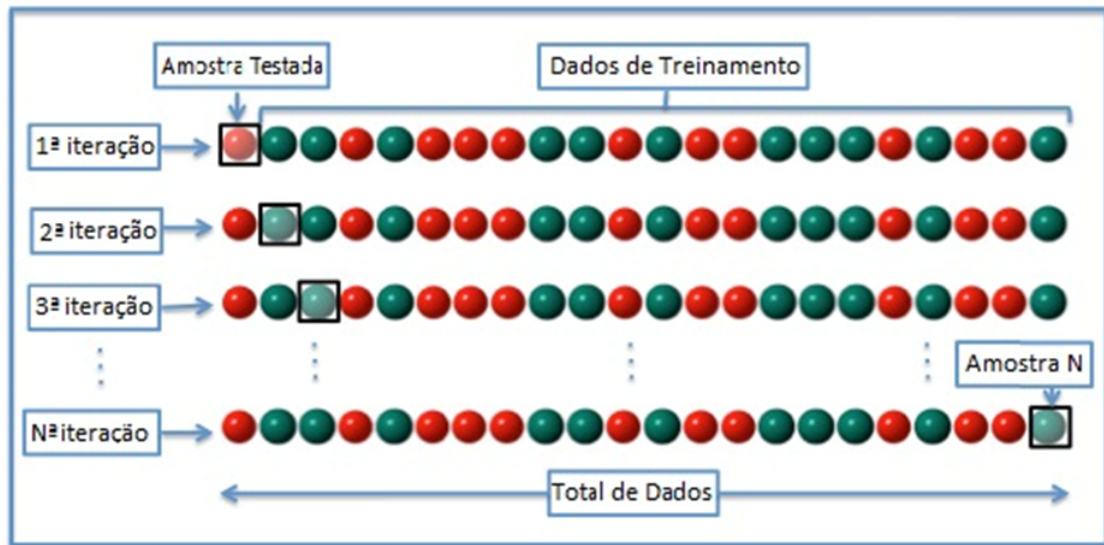 Amostra Testada
Dados de Treinamento
1ª iteração
2ª iteração
3ª iteração
Amostra N
Nª iteração
Total de Dados